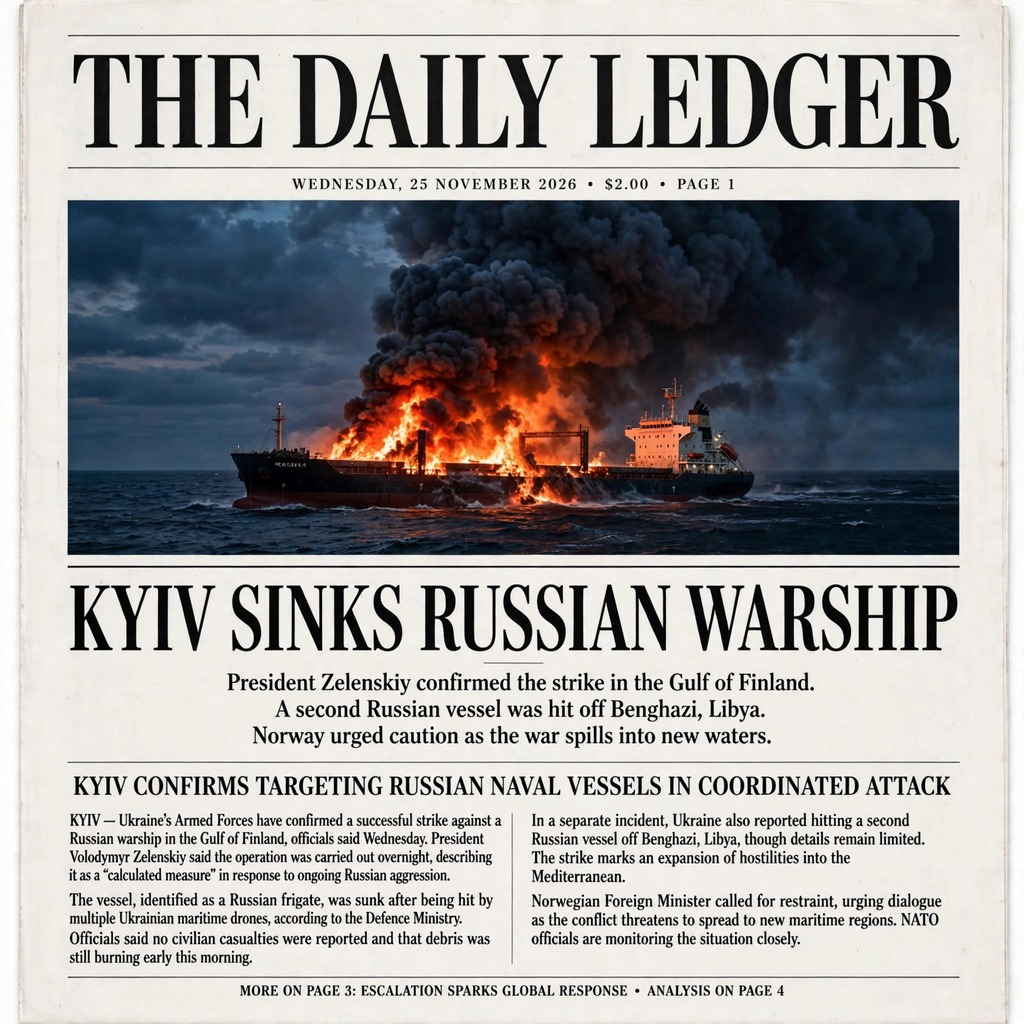 THE DAILY LEDGER
WEDNESDAY, 25 NOVEMBER 2026 • $2.00 • PAGE 1
KYIV SINKS RUSSIAN WARSHIP
President Zelenskiy confirmed the strike in the Gulf of Finland.
A second Russian vessel was hit off Benghazi, Libya.
Norway urged caution as the war spills into new waters.
KYIV CONFIRMS TARGETING RUSSIAN NAVAL VESSELS IN COORDINATED ATTACK
KYIV — Ukraine's Armed Forces have confirmed a successful strike against a
Russian warship in the Gulf of Finland, officials said Wednesday. President
Volodymyr Zelenskiy said the operation was carried out overnight, describing
it as a “calculated measure” in response to ongoing Russian aggression.
The vessel, identified as a Russian frigate, was sunk after being hit by
multiple Ukrainian maritime drones, according to the Defence Ministry.
Officials said no civilian casualties were reported and that debris was
still burning early this morning.
In a separate incident, Ukraine also reported hitting a second
Russian vessel off Benghazi, Libya, though details remain limited.
The strike marks an expansion of hostilities into the
Mediterranean.
Norwegian Foreign Minister called for restraint, urging dialogue
as the conflict threatens to spread to new maritime regions. NATO
officials are monitoring the situation closely.
MORE ON PAGE 3: ESCALATION SPARKS GLOBAL RESPONSE • ANALYSIS ON PAGE 4